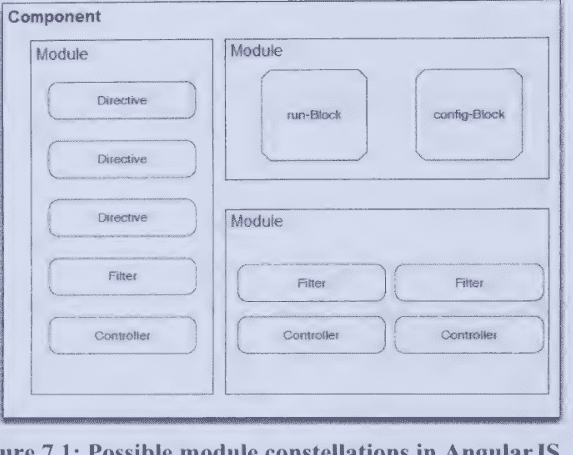 Component
Module
Directive
Directive
Directive
Filter
Controller
Module
run-Block
config-Block
Module
Filter
Filter
Controller
Controller
7.1: Possible module constellations in AngularJS